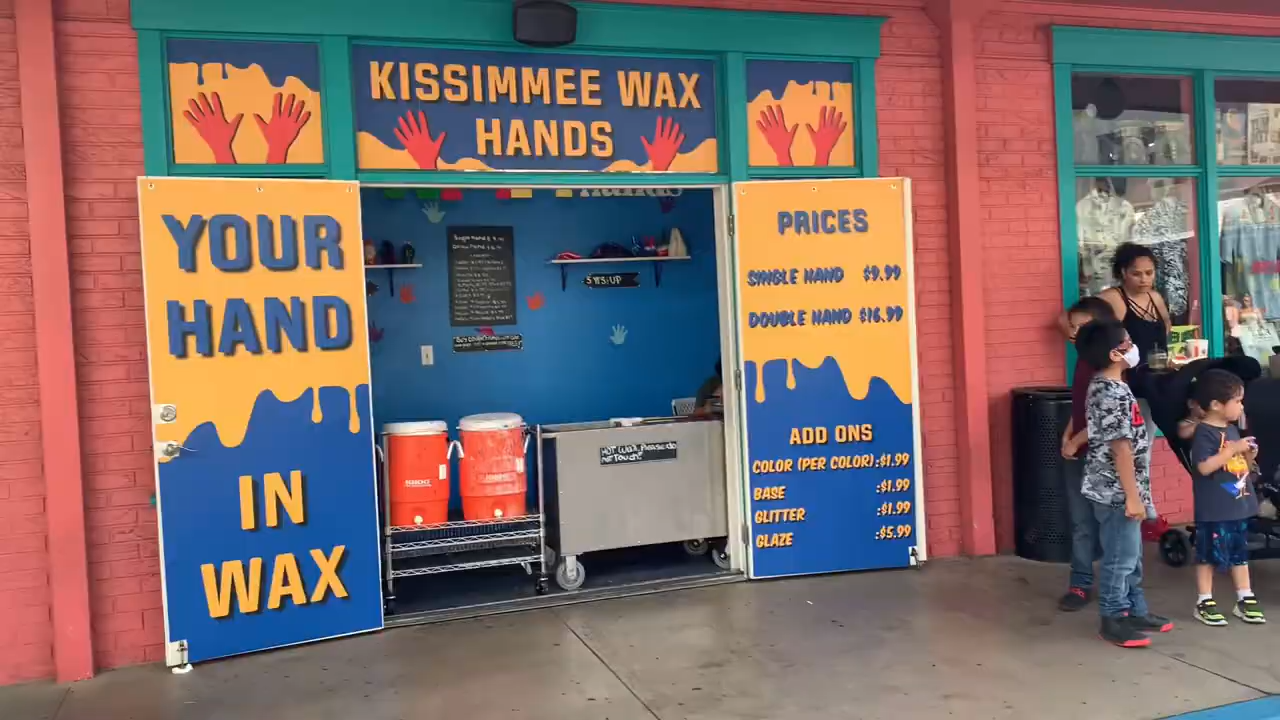 KISSIMMEE WAX
HANDS
YOUR
HAND
IN
WAX
HOT WAX, Please do
not Touch!!
PRICES
SINGLE HAND $9.99
DOUBLE HAND $16.99
ADD ONS
COLOR (PER COLOR) :$1.99
BASE :$1.99
GLITTER :$1.99
GLAZE :$5.99